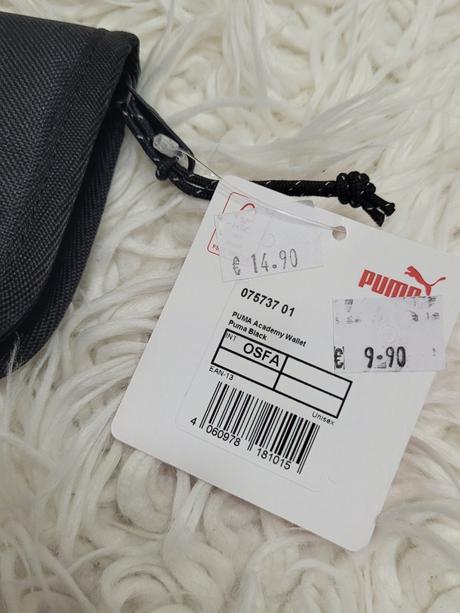 € 14.90
PUMA
€ 9.90
075737 01
PUMA Academy Wallet
Puma Black
INT
OSFA
EAN-13
Unisex
4 060978 181015